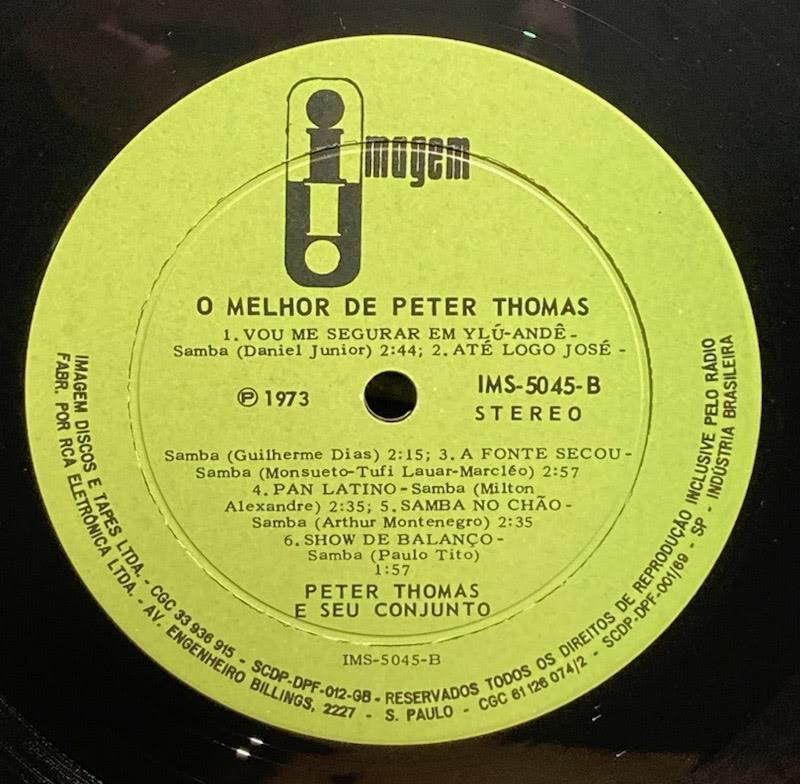 imagem
O MELHOR DE PETER THOMAS
1. VOU ME SEGURAR EM YLÚ-ANDÊ -
Samba (Daniel Junior) 2:44; 2. ATÉ LOGO JOSÉ -
℗ 1973
IMS-5045-B
STEREO
Samba (Guilherme Dias) 2:15; 3. A FONTE SECOU -
Samba (Monsueto-Tufi Lauar-Marcléo) 2:57
4. PAN LATINO - Samba (Milton
Alexandre) 2:35; 5. SAMBA NO CHÃO -
Samba (Arthur Montenegro) 2:35
6. SHOW DE BALANÇO -
Samba (Paulo Tito)
1:57
PETER THOMAS
E SEU CONJUNTO
IMS-5045-B
IMAGEM DISCOS E TAPES LTDA. - CGC 33 936 915 - SCDP-DPF-012-GB - RESERVADOS TODOS OS DIREITOS DE REPRODUÇÃO INCLUSIVE PELO RÁDIO
FABR. POR RCA ELETRÔNICA LTDA. - AV. ENGENHEIRO BILLINGS, 2227 - S. PAULO - CGC 61 126 074/2 - SCDP-DPF-001/69 - SP - INDÚSTRIA BRASILEIRA